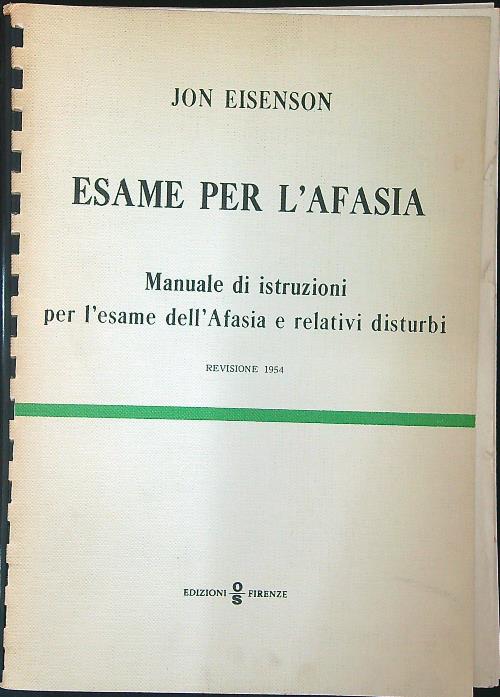 JON EISENSON
ESAME PER L'AFASIA
Manuale di istruzioni
per l'esame dell'Afasia e relativi disturbi
REVISIONE 1954
EDIZIONI OS FIRENZE